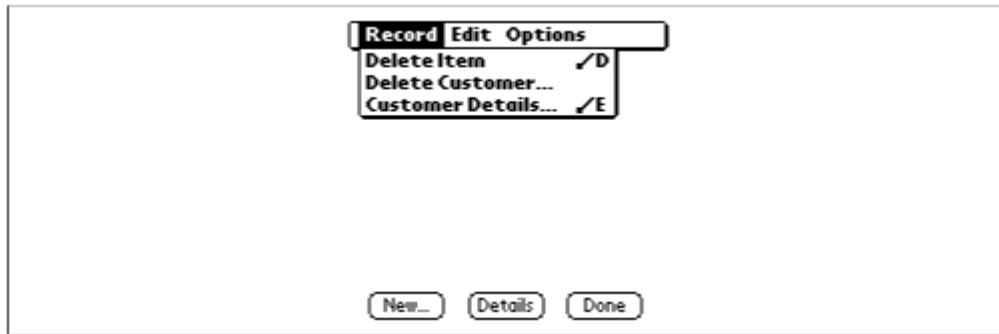 Record Edit Options
Delete Item /D
Delete Customer...
Customer Details... /E
New... Details Done